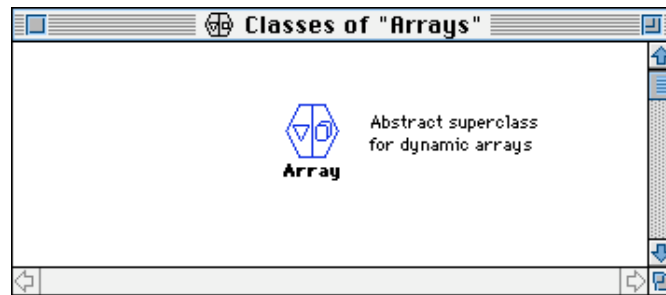 Classes of "Arrays"
Abstract superclass
for dynamic arrays
Array